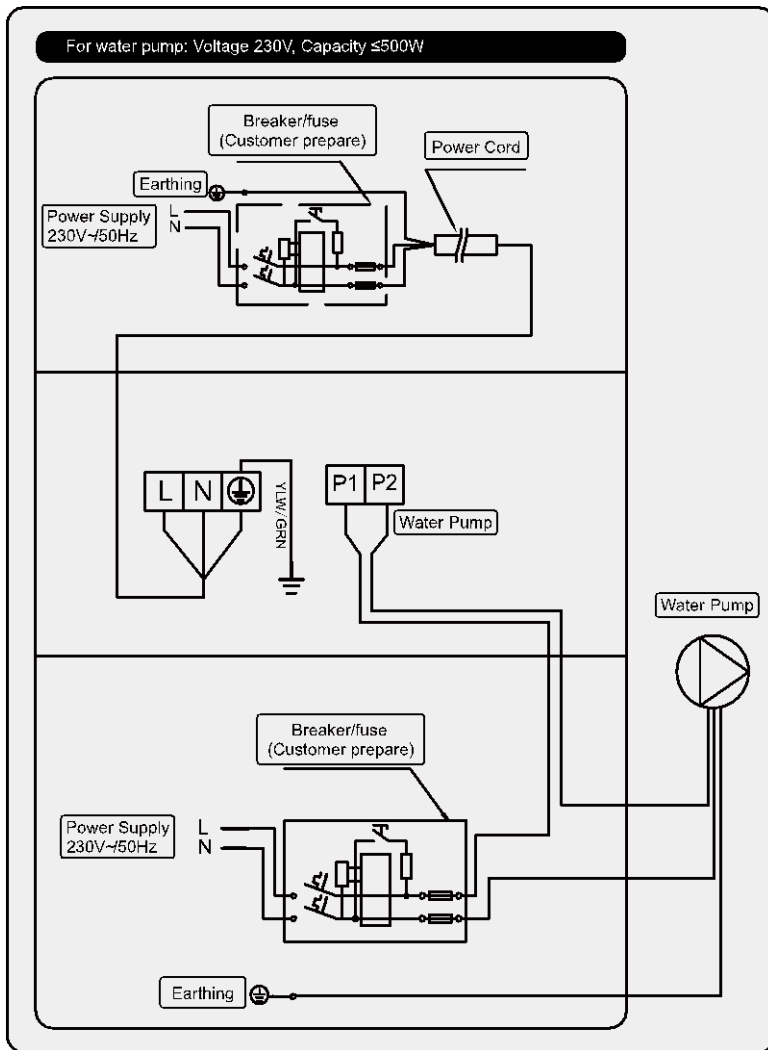 For water pump: Voltage 230V, Capacity ≤500W
Breaker/fuse
(Customer prepare)
Power Cord
Earthing
Power Supply
230V~/50Hz
L
N
L N
YLW/GRN
P1 P2
Water Pump
Water Pump
Breaker/fuse
(Customer prepare)
Power Supply
230V~/50Hz
L
N
Earthing